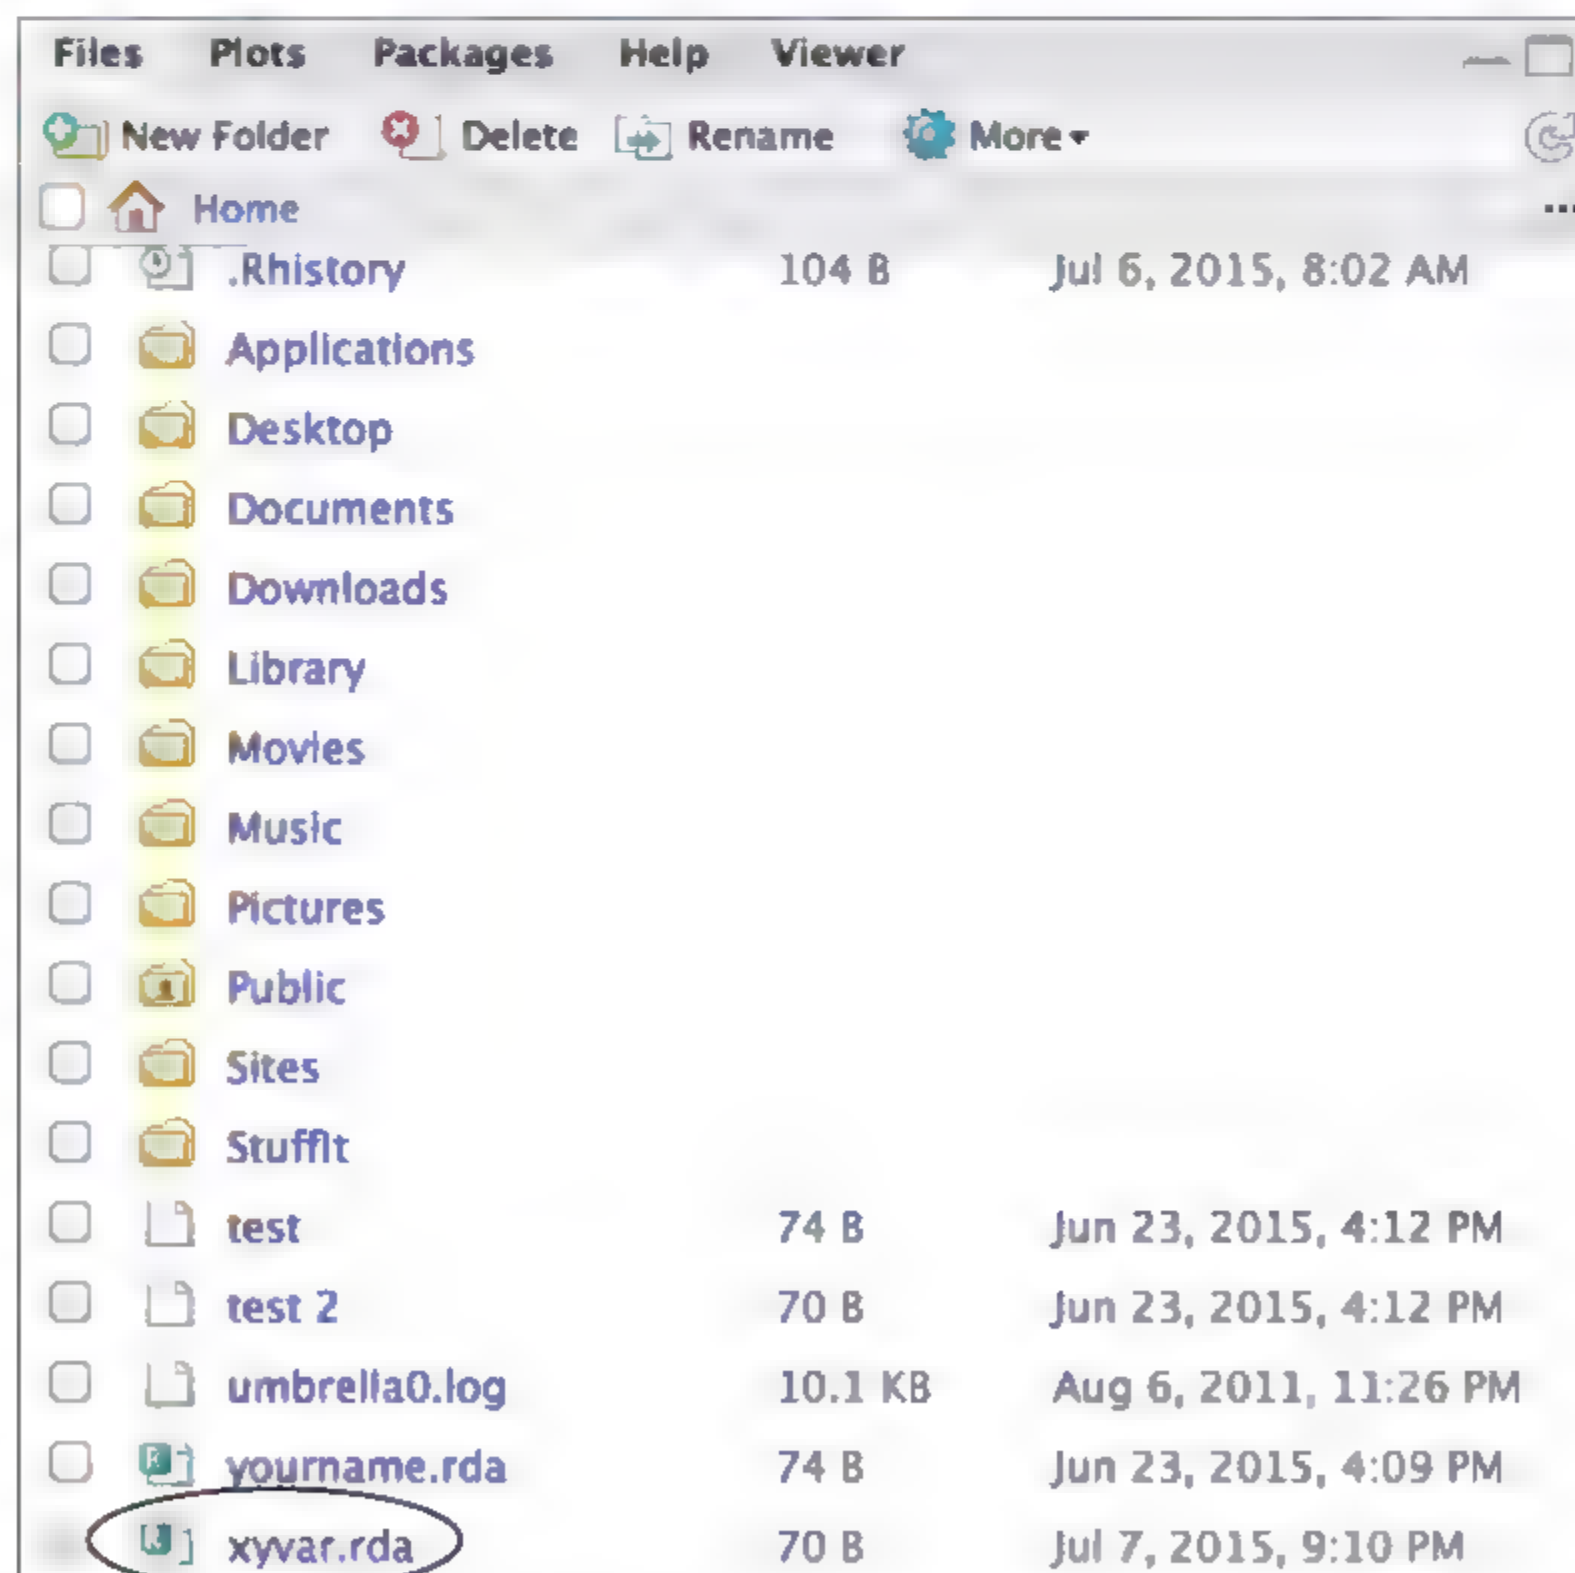 Files Plots Packages Help Viewer
New Folder Delete Rename More
Home ...
.Rhistory 104 B Jul 6, 2015, 8:02 AM
Applications
Desktop
Documents
Downloads
Library
Movies
Music
Pictures
Public
Sites
StuffIt
test 74 B Jun 23, 2015, 4:12 PM
test 2 70 B Jun 23, 2015, 4:12 PM
umbrella0.log 10.1 KB Aug 6, 2011, 11:26 PM
yourname.rda 74 B Jun 23, 2015, 4:09 PM
xyvar.rda 70 B Jul 7, 2015, 9:10 PM